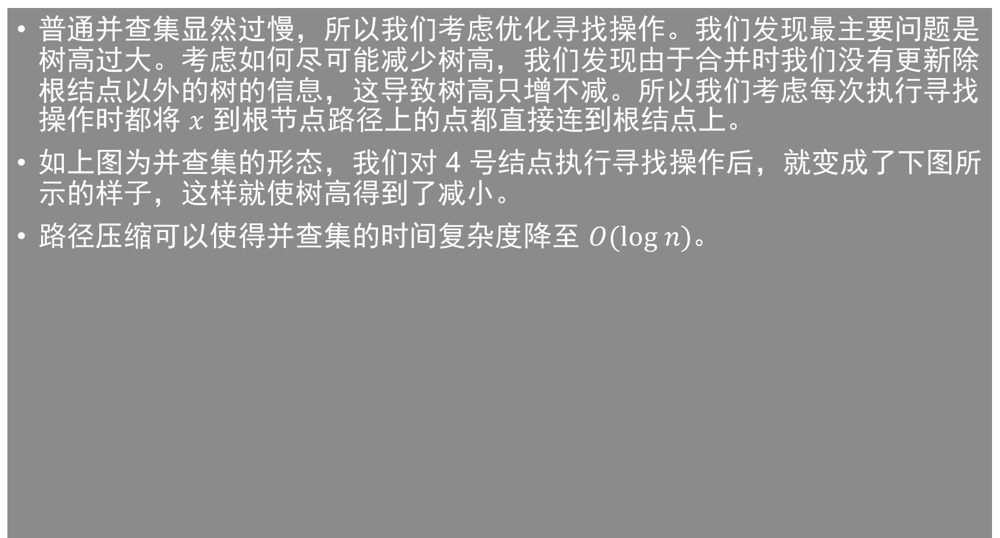 • 普通并查集显然过慢，所以我们考虑优化寻找操作。我们发现最主要问题是
树高过大。考虑如何尽可能减少树高，我们发现由于合并时我们没有更新除
根结点以外的树的信息，这导致树高只增不减。所以我们考虑每次执行寻找
操作时都将 x 到根节点路径上的点都直接连到根结点上。
• 如上图为并查集的形态，我们对 4 号结点执行寻找操作后，就变成了下图所
示的样子，这样就使树高得到了减小。
• 路径压缩可以使得并查集的时间复杂度降至 O(log n)。